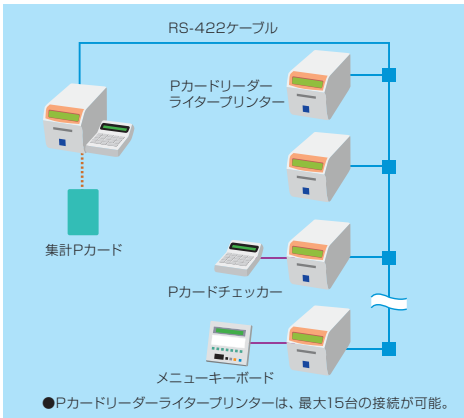 RS-422ケーブル
Pカードリーダー
ライタープリンター
集計Pカード
Pカードチェッカー
メニューキーボード
●Pカードリーダーライタープリンターは、最大15台の接続が可能。